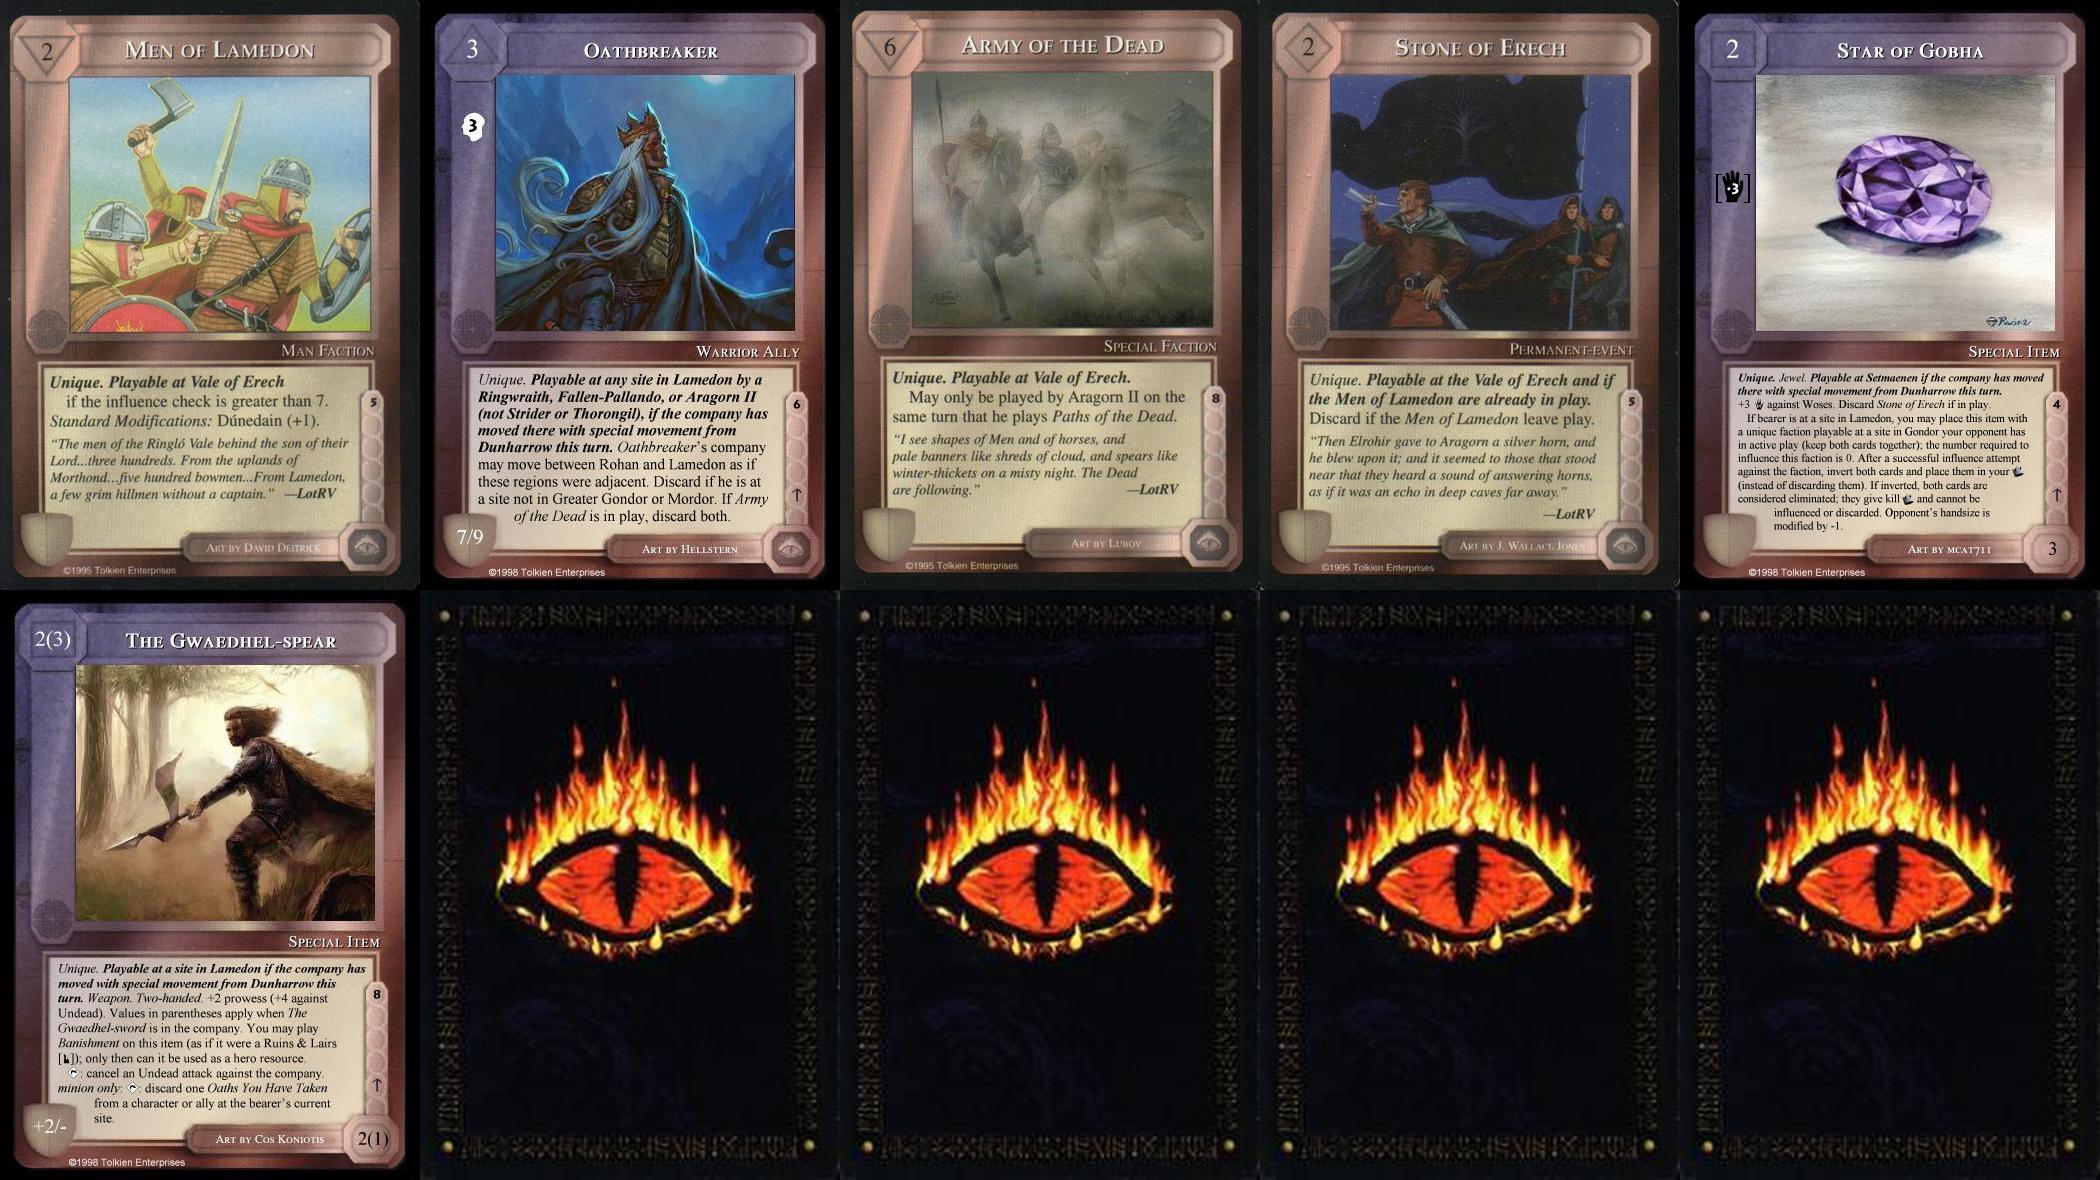 2
MEN OF LAMEDON
MAN FACTION
Unique. Playable at Vale of Erech
if the influence check is greater than 7.
Standard Modifications: Dúnedain (+1).
“The men of the Ringló Vale behind the son of their
Lord...three hundreds. From the uplands of
Morthond...five hundred bowmen...From Lamedon,
a few grim hillmen without a captain.” —LotRV
5
ART BY DAVID DEITRICK
©1995 Tolkien Enterprises
3
OATHBREAKER
3
WARRIOR ALLY
Unique. Playable at any site in Lamedon by a
Ringwraith, Fallen-Pallando, or Aragorn II
(not Strider or Thorongil), if the company has
moved there with special movement from
Dunharrow this turn. Oathbreaker's company
may move between Rohan and Lamedon as if
these regions were adjacent. Discard if he is at
a site not in Greater Gondor or Mordor. If Army
of the Dead is in play, discard both.
6
7/9
ART BY HELLSTERN
©1998 Tolkien Enterprises
6
ARMY OF THE DEAD
SPECIAL FACTION
Unique. Playable at Vale of Erech.
May only be played by Aragorn II on the
same turn that he plays Paths of the Dead.
“I see shapes of Men and of horses, and
pale banners like shreds of cloud, and spears like
winter-thickets on a misty night. The Dead
are following.” —LotRV
8
ART BY LUBOV
©1995 Tolkien Enterprises
2
STONE OF ERECH
PERMANENT-EVENT
Unique. Playable at the Vale of Erech and if
the Men of Lamedon are already in play.
Discard if the Men of Lamedon leave play.
“Then Elrohir gave to Aragorn a silver horn, and
he blew upon it; and it seemed to those that stood
near that they heard a sound of answering horns,
as if it was an echo in deep caves far away.”
—LotRV
5
ART BY J. WALLACE JONES
©1995 Tolkien Enterprises
2
STAR OF GOBHA
[3]
SPECIAL ITEM
Unique. Jewel. Playable at Setmaenen if the company has moved
there with special movement from Dunharrow this turn.
+3 against Woses. Discard Stone of Erech if in play.
If bearer is at a site in Lamedon, you may place this item with
a unique faction playable at a site in Gondor your opponent has
in active play (keep both cards together); the number required to
influence this faction is 0. After a successful influence attempt
against the faction, invert both cards and place them in your
(instead of discarding them). If inverted, both cards are
considered eliminated; they give kill and cannot be
influenced or discarded. Opponent's handsize is
modified by -1.
4
ART BY MCAT711
3
©1998 Tolkien Enterprises
2(3)
THE GWAEDHEL-SPEAR
SPECIAL ITEM
Unique. Playable at a site in Lamedon if the company has
moved with special movement from Dunharrow this
turn. Weapon. Two-handed. +2 prowess (+4 against
Undead). Values in parentheses apply when The
Gwaedhel-sword is in the company. You may play
Banishment on this item (as if it were a Ruins & Lairs
[]); only then can it be used as a hero resource.
: cancel an Undead attack against the company.
minion only: : discard one Oaths You Have Taken
from a character or ally at the bearer's current
site.
8
+2/-
ART BY COS KONIOTIS
2(1)
©1998 Tolkien Enterprises